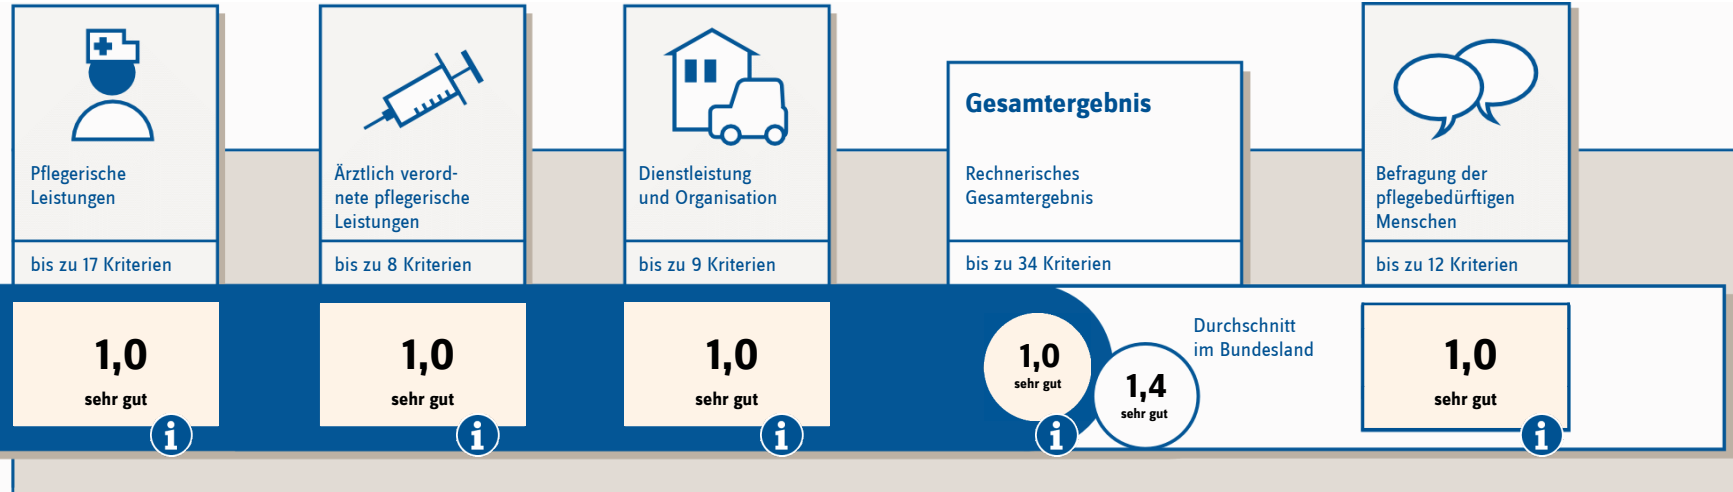 Pflegerische
Leistungen
bis zu 17 Kriterien
1,0
sehr gut
i
Ärztlich verord-
nete pflegerische
Leistungen
bis zu 8 Kriterien
1,0
sehr gut
i
Dienstleistung
und Organisation
bis zu 9 Kriterien
1,0
sehr gut
i
Gesamtergebnis
Rechnerisches
Gesamtergebnis
bis zu 34 Kriterien
1,0
sehr gut
i
Durchschnitt
im Bundesland
1,4
sehr gut
Befragung der
pflegebedürftigen
Menschen
bis zu 12 Kriterien
1,0
sehr gut
i